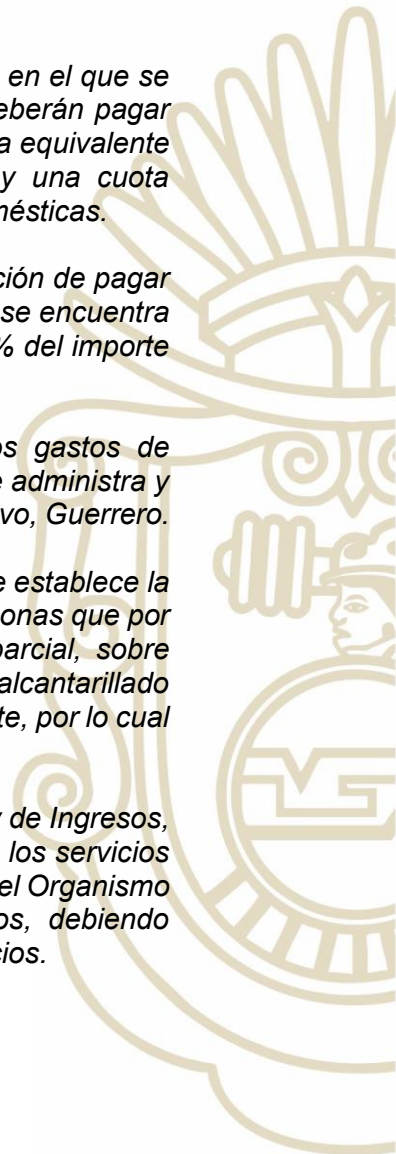 en el que se
eberán pagar
a equivalente
y una cuota
mésticas.
ción de pagar
se encuentra
% del importe
os gastos de
e administra y
vo, Guerrero.
e establece la
onas que por
parcial, sobre
alcantarillado
te, por lo cual
y de Ingresos,
los servicios
el Organismo
os, debiendo
cios.